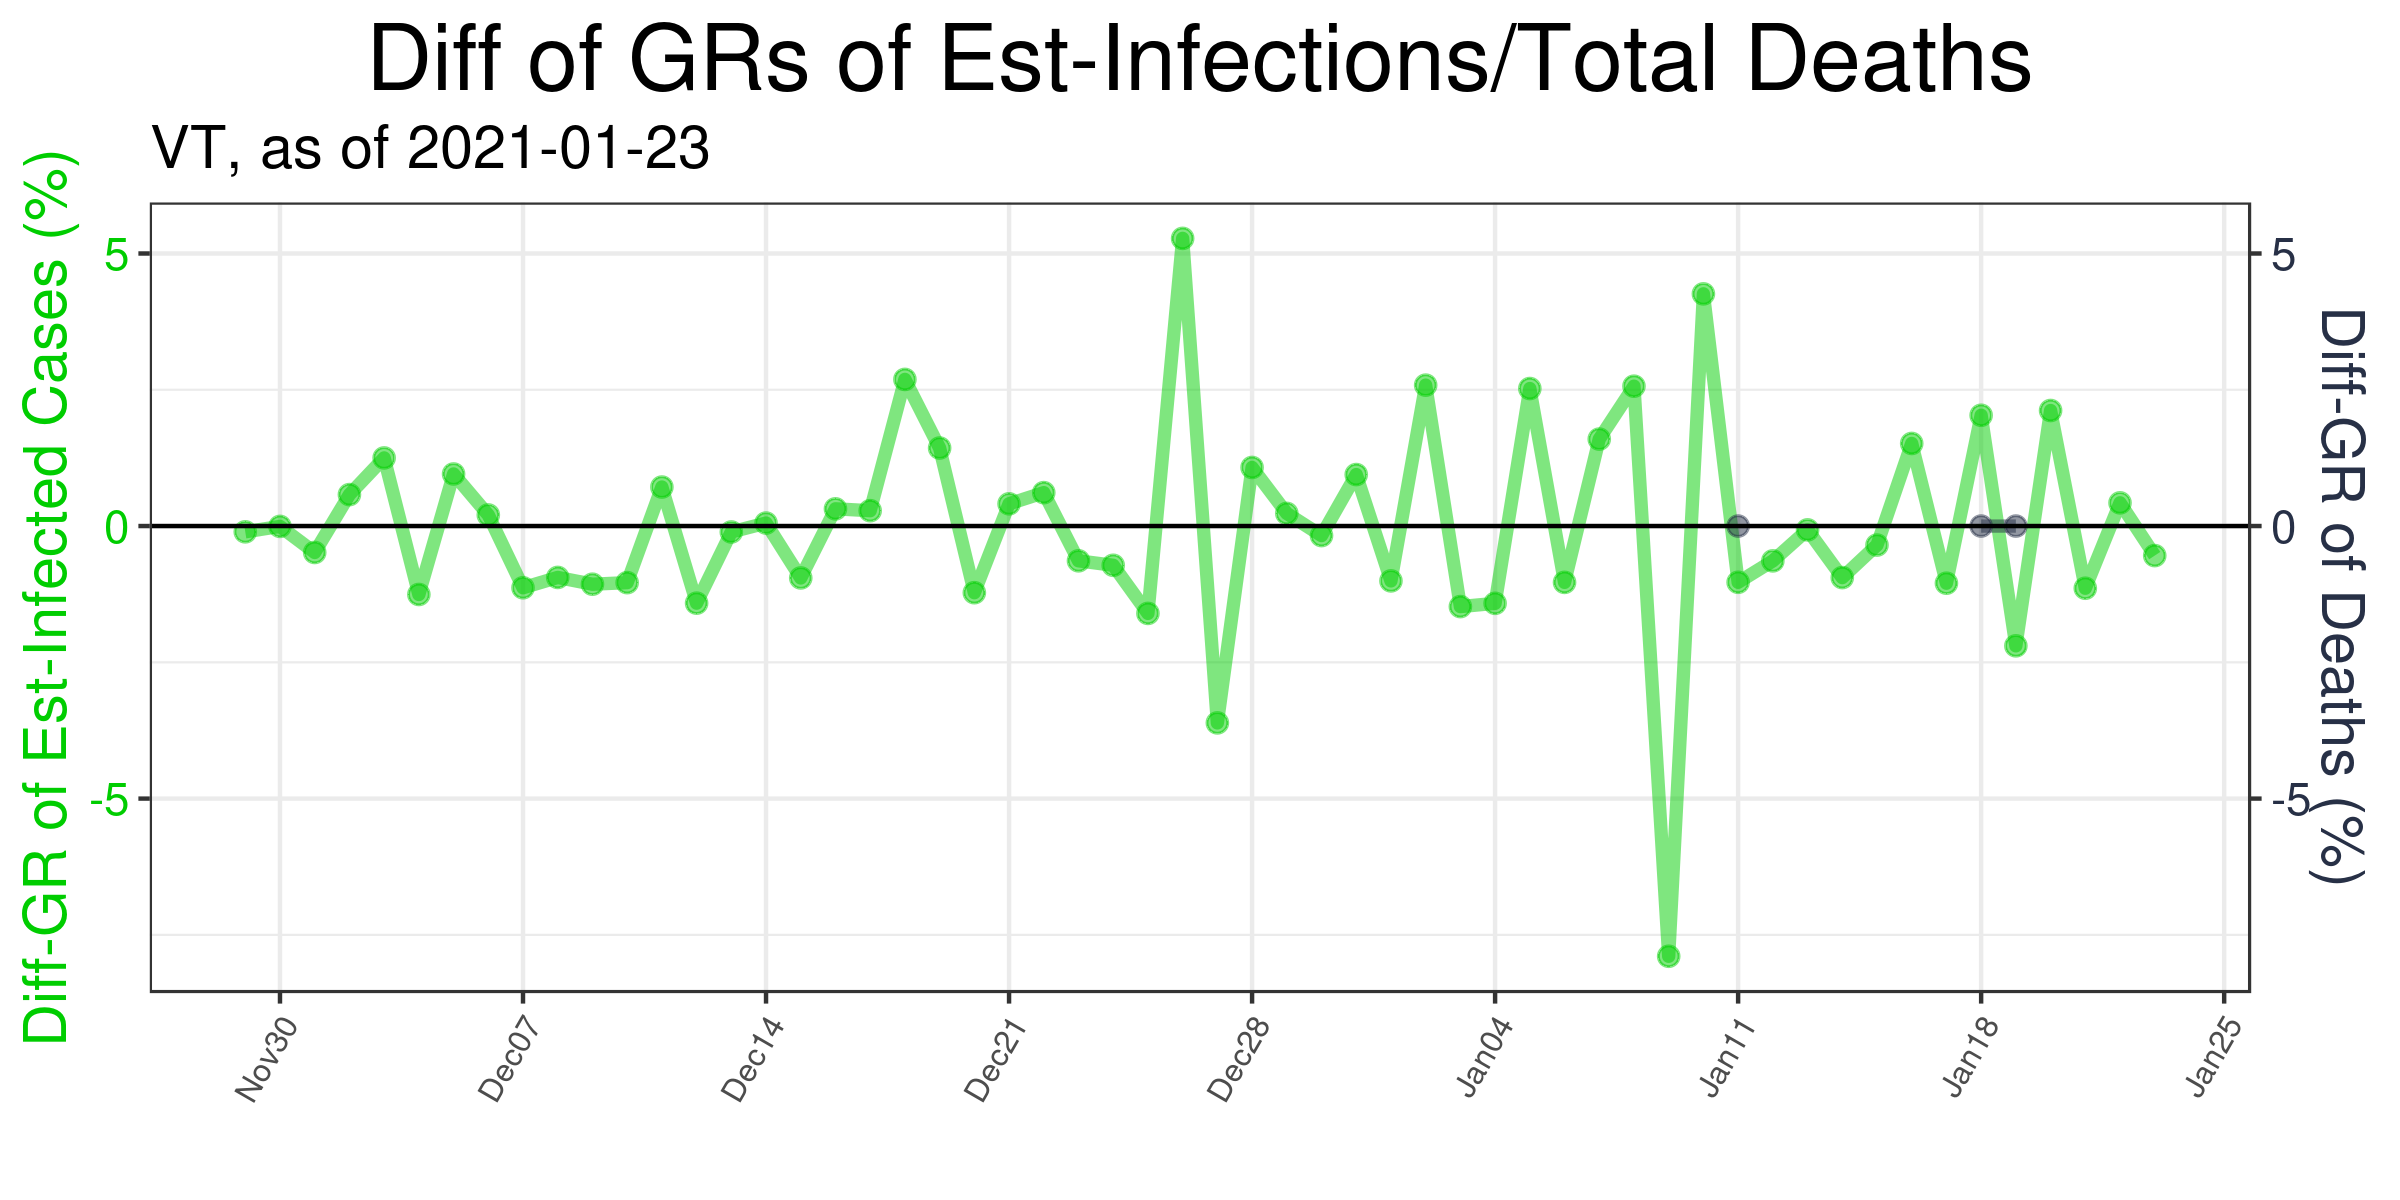 Diff of GRs of Est-Infections/Total Deaths
VT, as of 2021-01-23
Diff-GR of Est-Infected Cases (%)
5
0
-5
5
0
-5
Diff-GR of Deaths (%)
Nov30
Dec07
Dec14
Dec21
Dec28
Jan04
Jan11
Jan18
Jan25